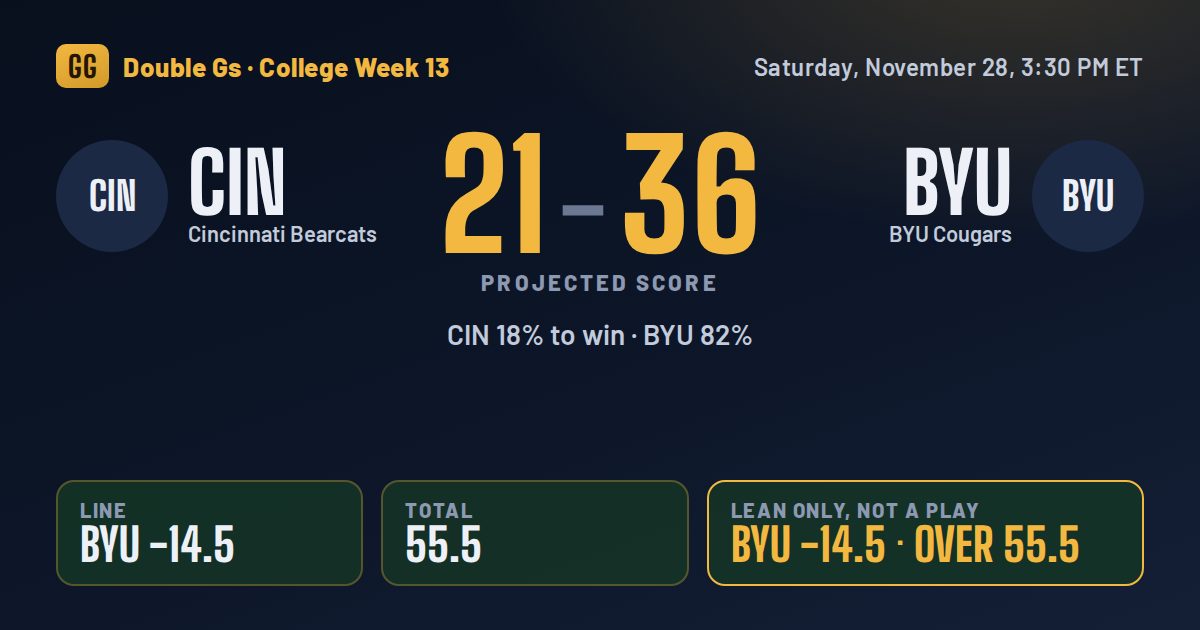 GG Double Gs · College Week 13
Saturday, November 28, 3:30 PM ET
CIN
CIN
Cincinnati Bearcats
21 – 36
PROJECTED SCORE
CIN 18% to win · BYU 82%
BYU
BYU Cougars
BYU
LINE
BYU −14.5
TOTAL
55.5
LEAN ONLY, NOT A PLAY
BYU −14.5 · OVER 55.5